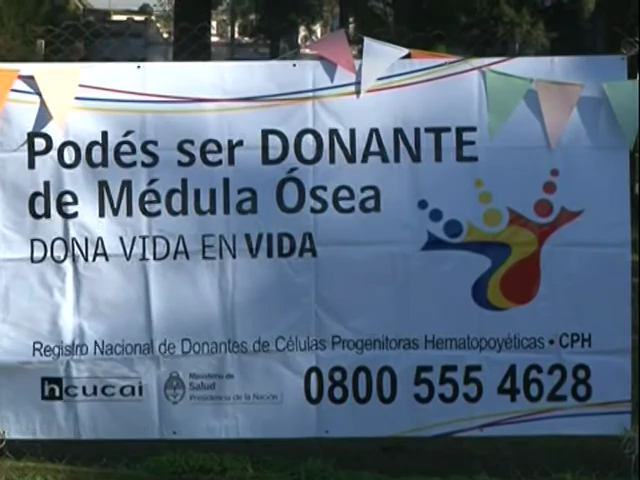 Podés ser DONANTE
de Médula Ósea
DONA VIDA EN VIDA
Registro Nacional de Donantes de Células Progenitoras Hematopoyéticas • CPH
incucai
Ministerio de
Salud
Presidencia de la Nación
0800 555 4628